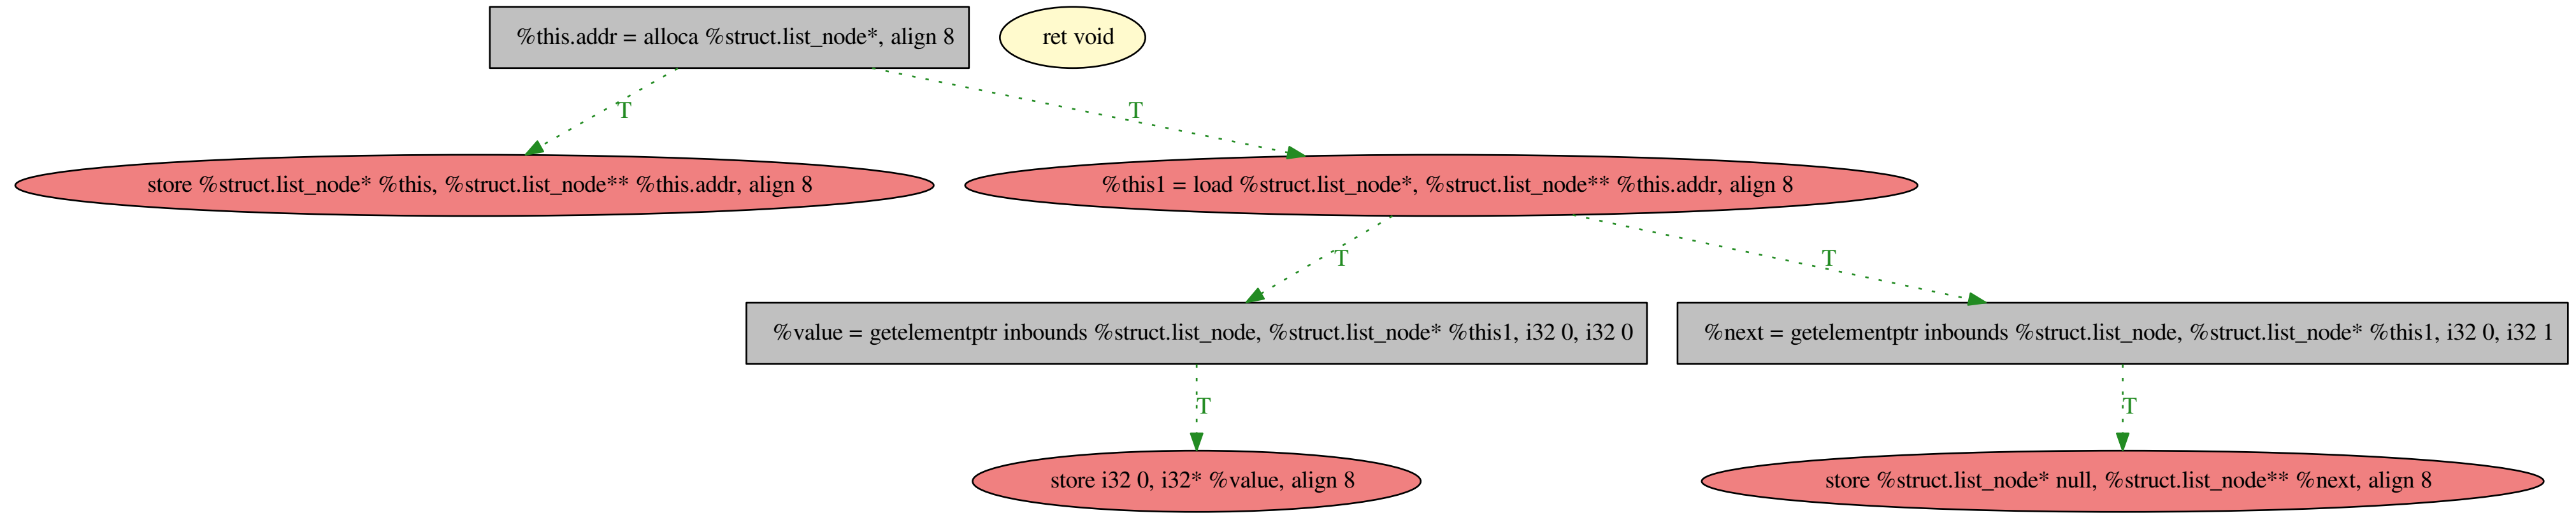 %this.addr = alloca %struct.list_node*, align 8
ret void
T
T
store %struct.list_node* %this, %struct.list_node** %this.addr, align 8
%this1 = load %struct.list_node*, %struct.list_node** %this.addr, align 8
T
T
%value = getelementptr inbounds %struct.list_node, %struct.list_node* %this1, i32 0, i32 0
%next = getelementptr inbounds %struct.list_node, %struct.list_node* %this1, i32 0, i32 1
T
T
store i32 0, i32* %value, align 8
store %struct.list_node* null, %struct.list_node** %next, align 8